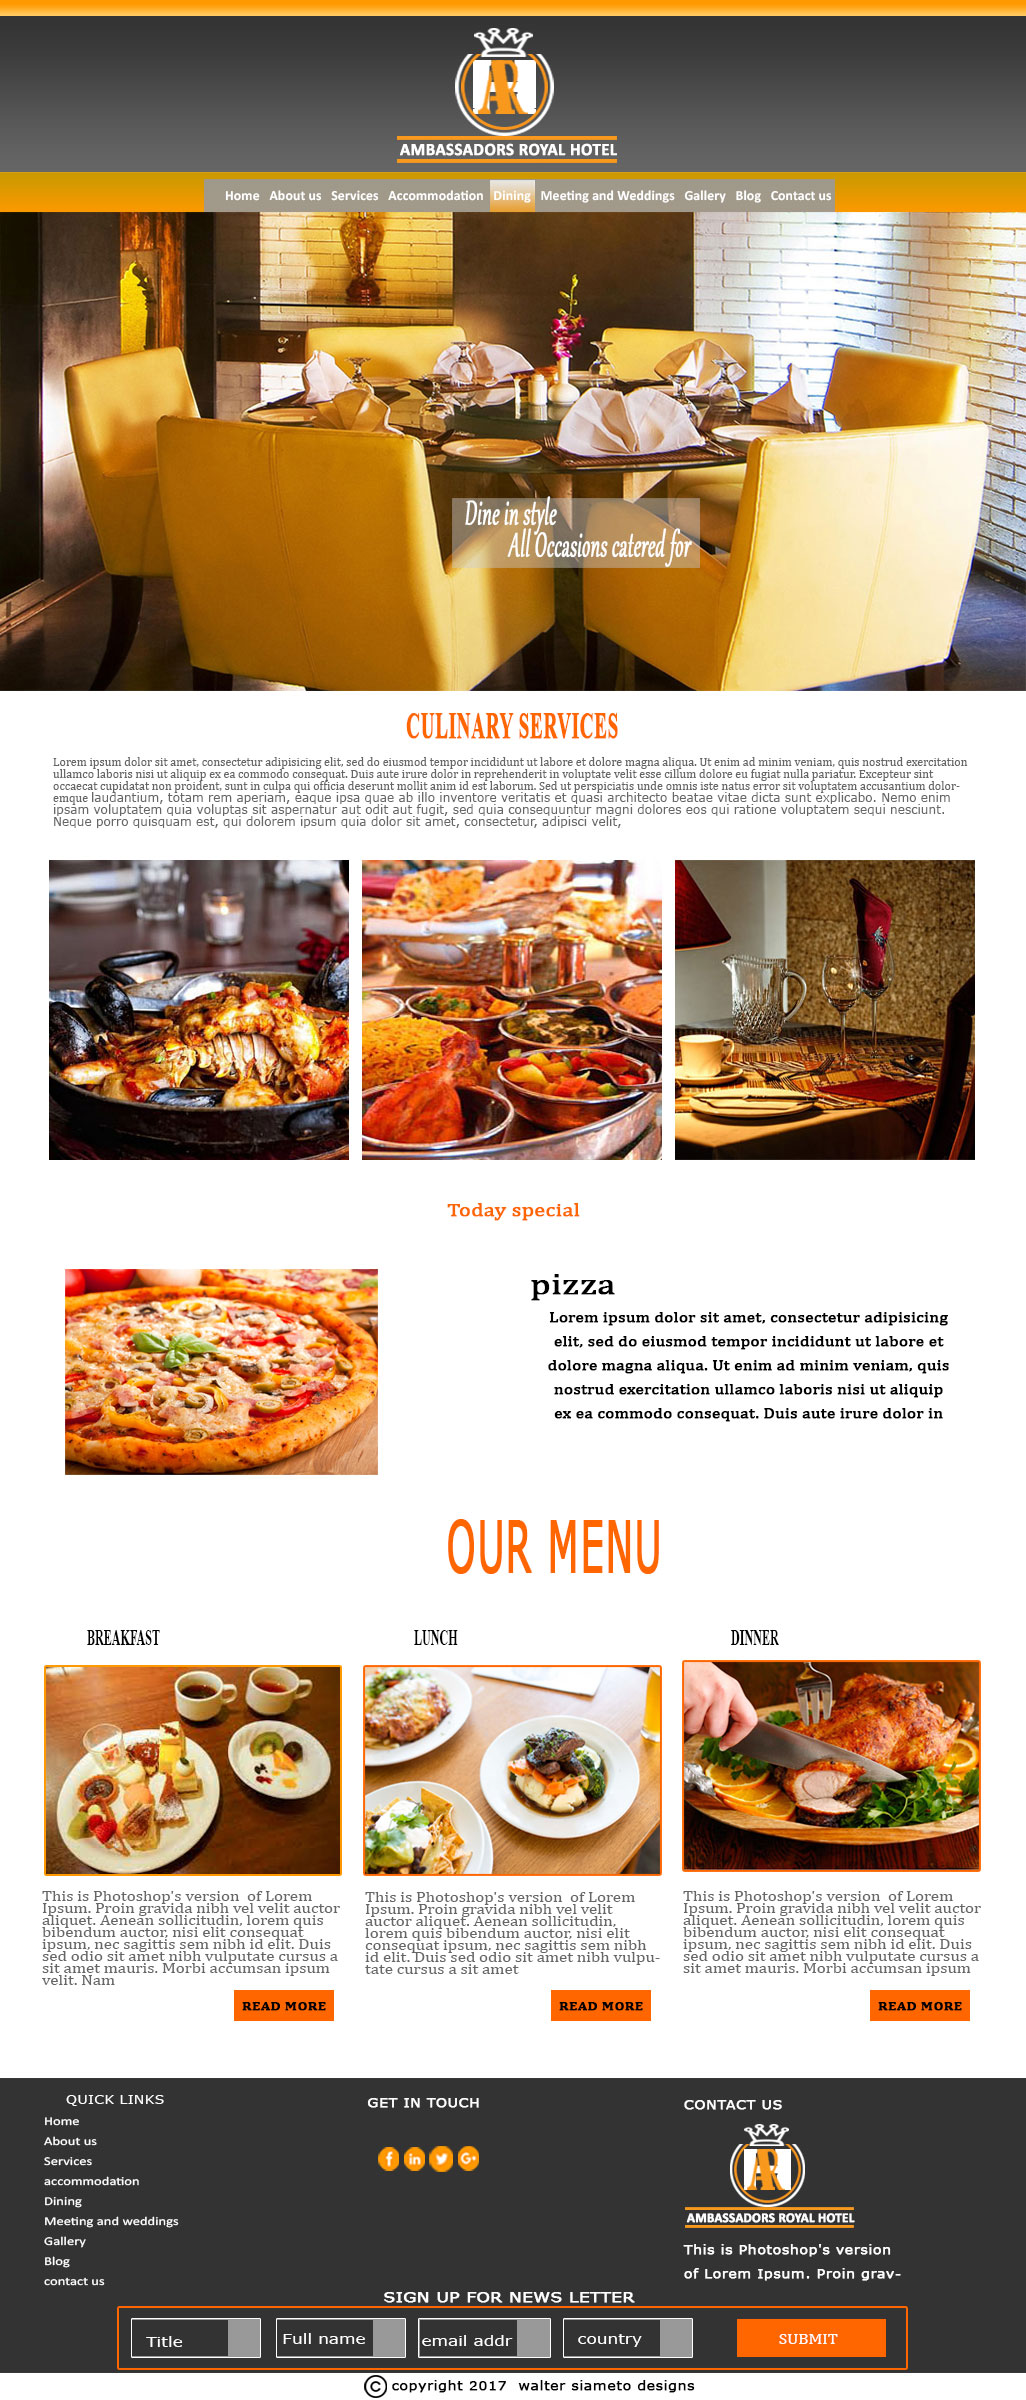 AR
AMBASSADORS ROYAL HOTEL
Home About us Services Accommodation Dining Meeting and Weddings Gallery Blog Contact us
Dine in style
All Occasions catered for
CULINARY SERVICES
Lorem ipsum dolor sit amet, consectetur adipisicing elit, sed do eiusmod tempor incididunt ut labore et dolore magna aliqua. Ut enim ad minim veniam, quis nostrud exercitation
ullamco laboris nisi ut aliquip ex ea commodo consequat. Duis aute irure dolor in reprehenderit in voluptate velit esse cillum dolore eu fugiat nulla pariatur. Excepteur sint
occaecat cupidatat non proident, sunt in culpa qui officia deserunt mollit anim id est laborum. Sed ut perspiciatis unde omnis iste natus error sit voluptatem accusantium dolor-
emque laudantium, totam rem aperiam, eaque ipsa quae ab illo inventore veritatis et quasi architecto beatae vitae dicta sunt explicabo. Nemo enim
ipsam voluptatem quia voluptas sit aspernatur aut odit aut fugit, sed quia consequuntur magni dolores eos qui ratione voluptatem sequi nesciunt.
Neque porro quisquam est, qui dolorem ipsum quia dolor sit amet, consectetur, adipisci velit,
Today special
pizza
Lorem ipsum dolor sit amet, consectetur adipisicing
elit, sed do eiusmod tempor incididunt ut labore et
dolore magna aliqua. Ut enim ad minim veniam, quis
nostrud exercitation ullamco laboris nisi ut aliquip
ex ea commodo consequat. Duis aute irure dolor in
OUR MENU
BREAKFAST
This is Photoshop's version of Lorem
Ipsum. Proin gravida nibh vel velit auctor
aliquet. Aenean sollicitudin, lorem quis
bibendum auctor, nisi elit consequat
ipsum, nec sagittis sem nibh id elit. Duis
sed odio sit amet nibh vulputate cursus a
sit amet mauris. Morbi accumsan ipsum
velit. Nam
READ MORE
LUNCH
This is Photoshop's version of Lorem
Ipsum. Proin gravida nibh vel velit
auctor aliquet. Aenean sollicitudin,
lorem quis bibendum auctor, nisi elit
consequat ipsum, nec sagittis sem nibh
id elit. Duis sed odio sit amet nibh vulpu-
tate cursus a sit amet
READ MORE
DINNER
This is Photoshop's version of Lorem
Ipsum. Proin gravida nibh vel velit auctor
aliquet. Aenean sollicitudin, lorem quis
bibendum auctor, nisi elit consequat
ipsum, nec sagittis sem nibh id elit. Duis
sed odio sit amet nibh vulputate cursus a
sit amet mauris. Morbi accumsan ipsum
READ MORE
QUICK LINKS
Home
About us
Services
accommodation
Dining
Meeting and weddings
Gallery
Blog
contact us
GET IN TOUCH
f in G+
CONTACT US
AR
AMBASSADORS ROYAL HOTEL
This is Photoshop's version
of Lorem Ipsum. Proin grav-
SIGN UP FOR NEWS LETTER
Title Full name email addr country SUBMIT
© copyright 2017 walter siameto designs